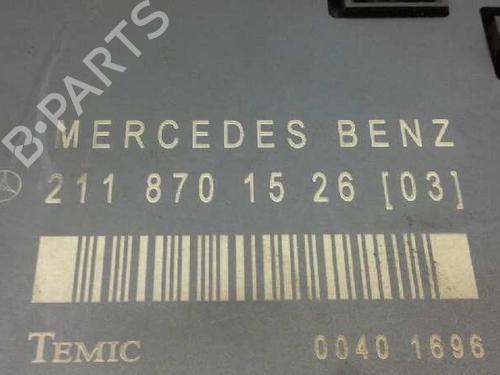 B-PARTS
MERCEDES BENZ
211 870 15 26 [03]
TEMIC 0040 1696